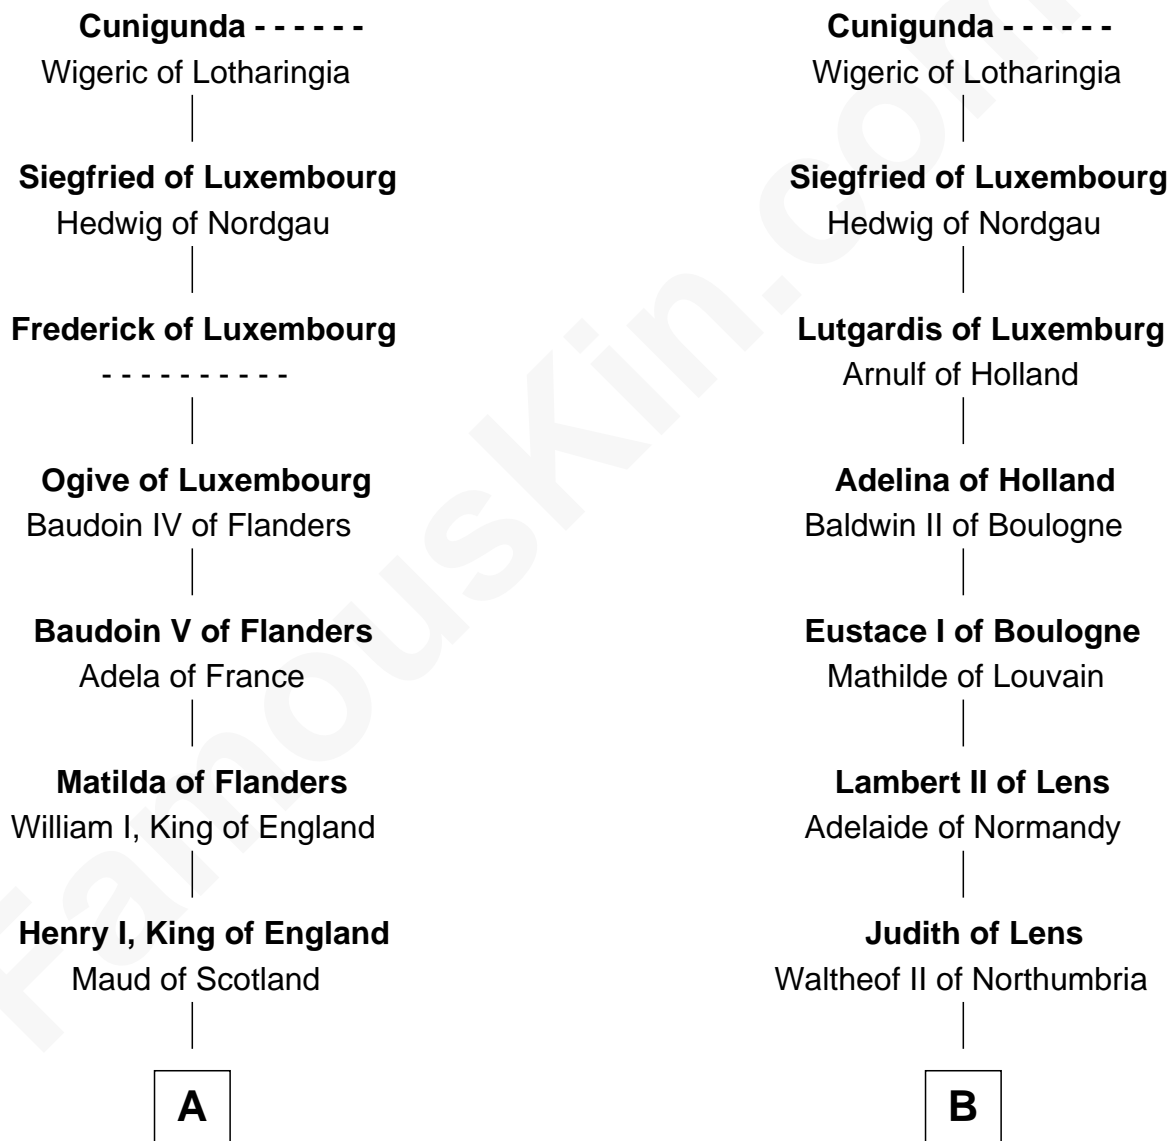 Cunigunda - - - - - -
Wigeric of Lotharingia
Siegfried of Luxembourg
Hedwig of Nordgau
Frederick of Luxembourg
- - - - - - - - - -
Ogive of Luxembourg
Baudoin IV of Flanders
Baudoin V of Flanders
Adela of France
Matilda of Flanders
William I, King of England
Henry I, King of England
Maud of Scotland
A
Cunigunda - - - - - -
Wigeric of Lotharingia
Siegfried of Luxembourg
Hedwig of Nordgau
Lutgardis of Luxemburg
Arnulf of Holland
Adelina of Holland
Baldwin II of Boulogne
Eustace I of Boulogne
Mathilde of Louvain
Lambert II of Lens
Adelaide of Normandy
Judith of Lens
Waltheof II of Northumbria
B
FamousKin.com